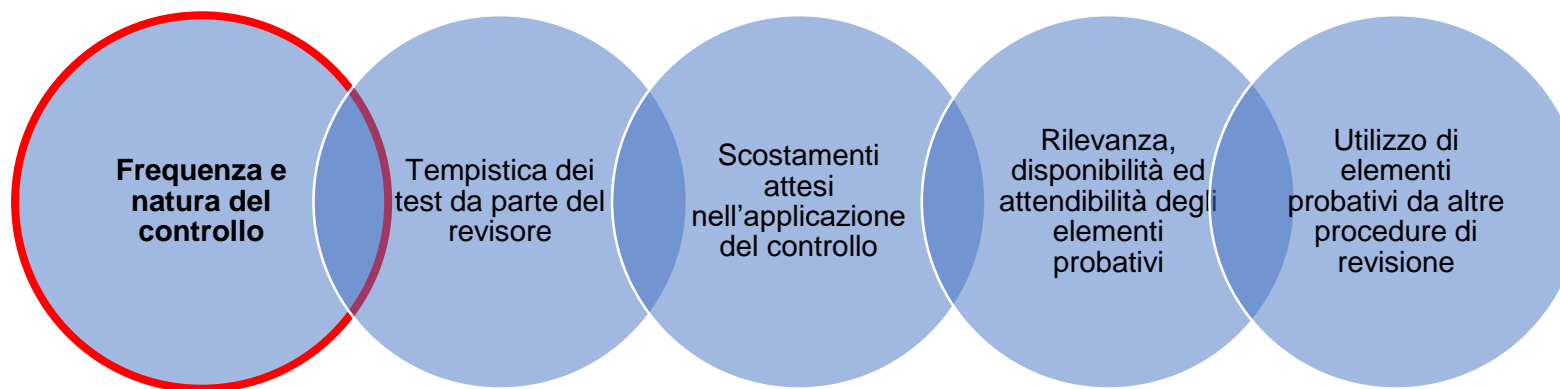 Frequenza e
natura del
controllo
Tempistica dei
test da parte del
revisore
Scostamenti
attesi
nell'applicazione
del controllo
Rilevanza,
disponibilità ed
attendibilità degli
elementi
probativi
Utilizzo di
elementi
probativi da altre
procedure di
revisione